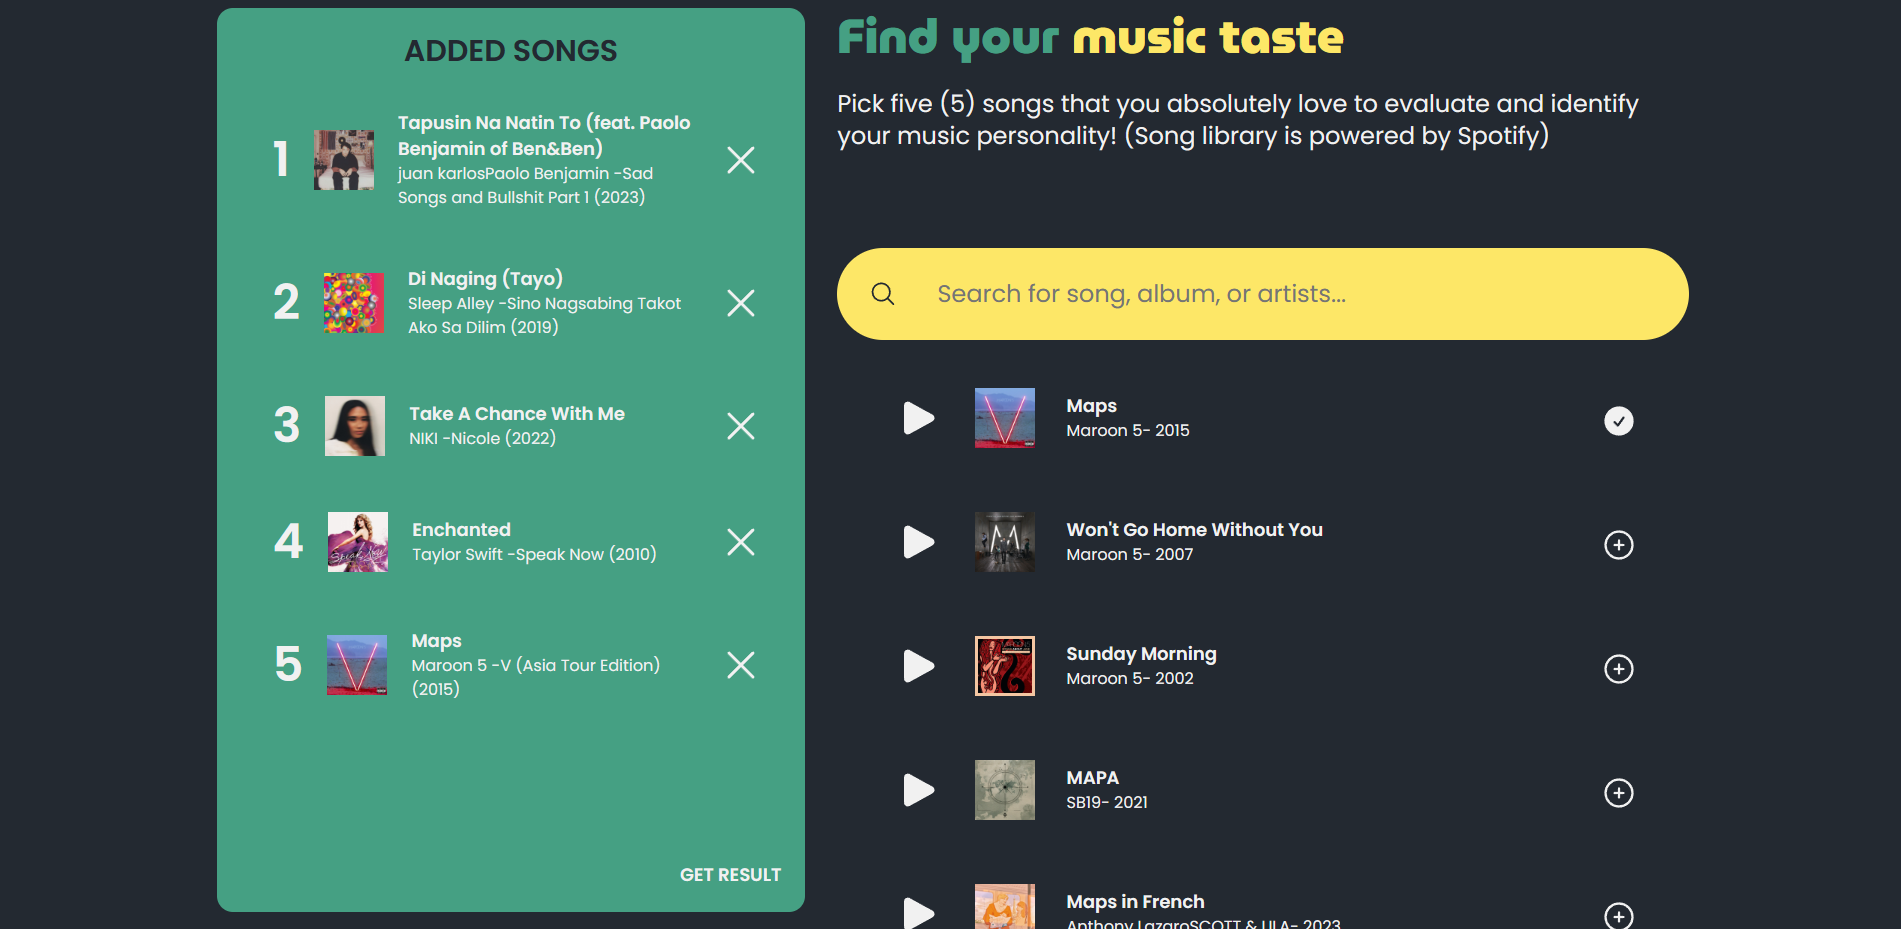 ADDED SONGS
1
Tapusin Na Natin To (feat. Paolo
Benjamin of Ben&Ben)
juan karlosPaolo Benjamin -Sad
Songs and Bullshit Part 1 (2023)
2
Di Naging (Tayo)
Sleep Alley -Sino Nagsabing Takot
Ako Sa Dilim (2019)
3
Take A Chance With Me
NIKI -Nicole (2022)
4
Enchanted
Taylor Swift -Speak Now (2010)
5
Maps
Maroon 5 -V (Asia Tour Edition)
(2015)
GET RESULT
Find your music taste
Pick five (5) songs that you absolutely love to evaluate and identify
your music personality! (Song library is powered by Spotify)
Search for song, album, or artists...
Maps
Maroon 5- 2015
Won't Go Home Without You
Maroon 5- 2007
Sunday Morning
Maroon 5- 2002
MAPA
SB19- 2021
Maps in French
Anthony LazaroSCOTT & ULA- 2023